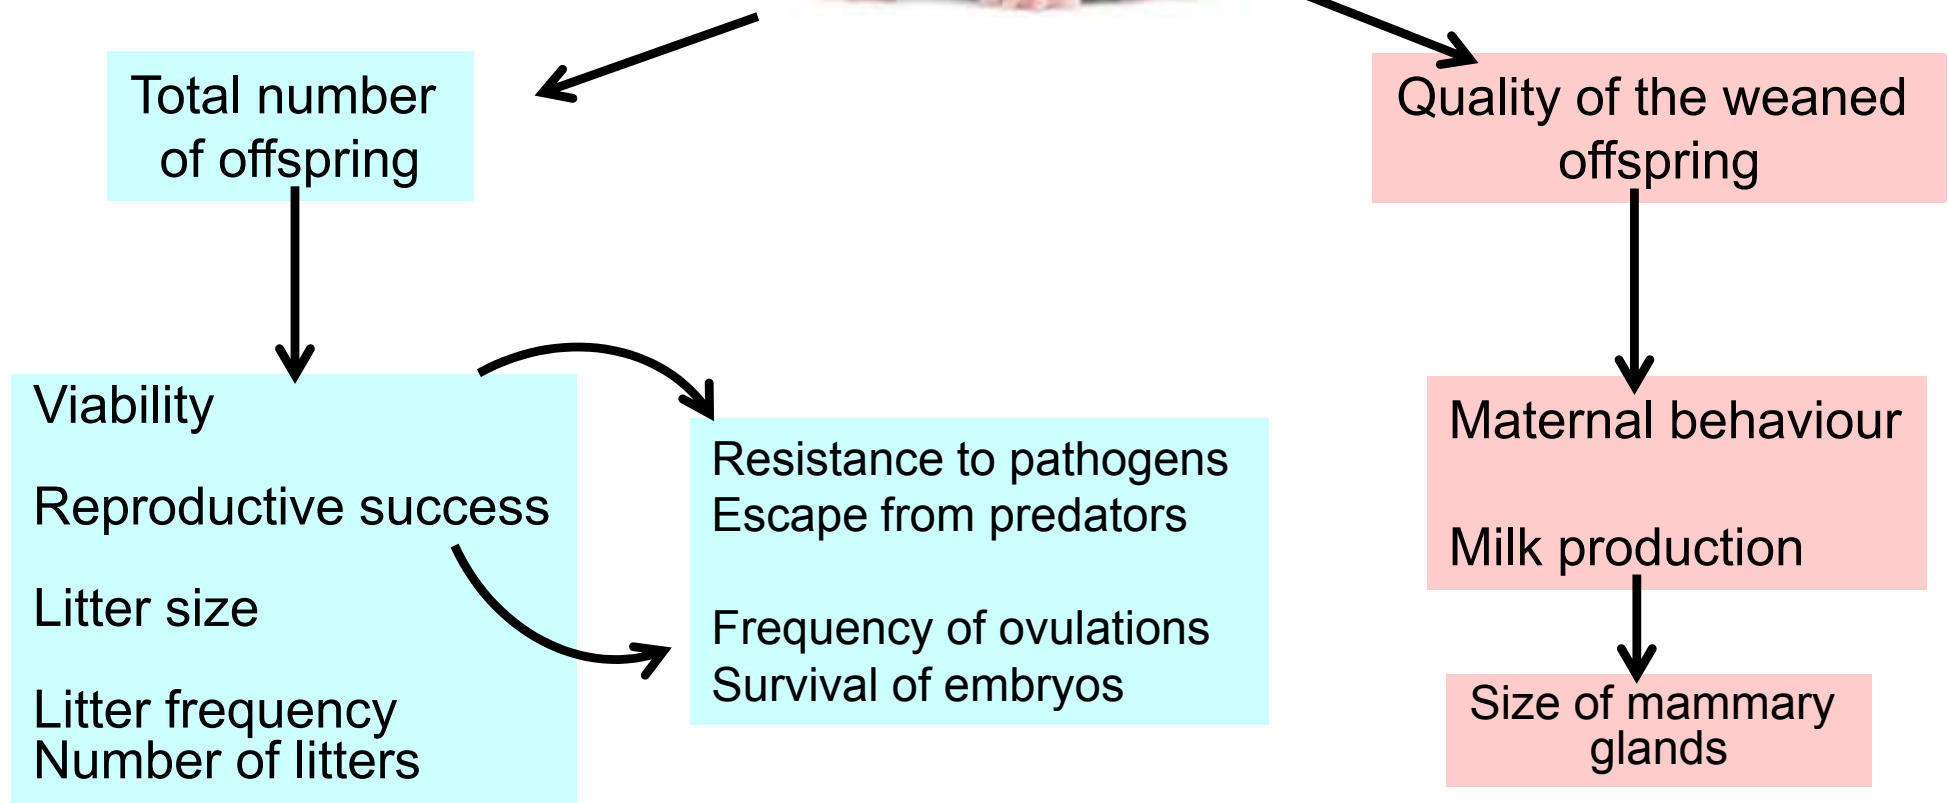 Total number
of offspring
Quality of the weaned
offspring
Viability
Reproductive success
Litter size
Litter frequency
Number of litters
Resistance to pathogens
Escape from predators
Frequency of ovulations
Survival of embryos
Maternal behaviour
Milk production
Size of mammary
glands